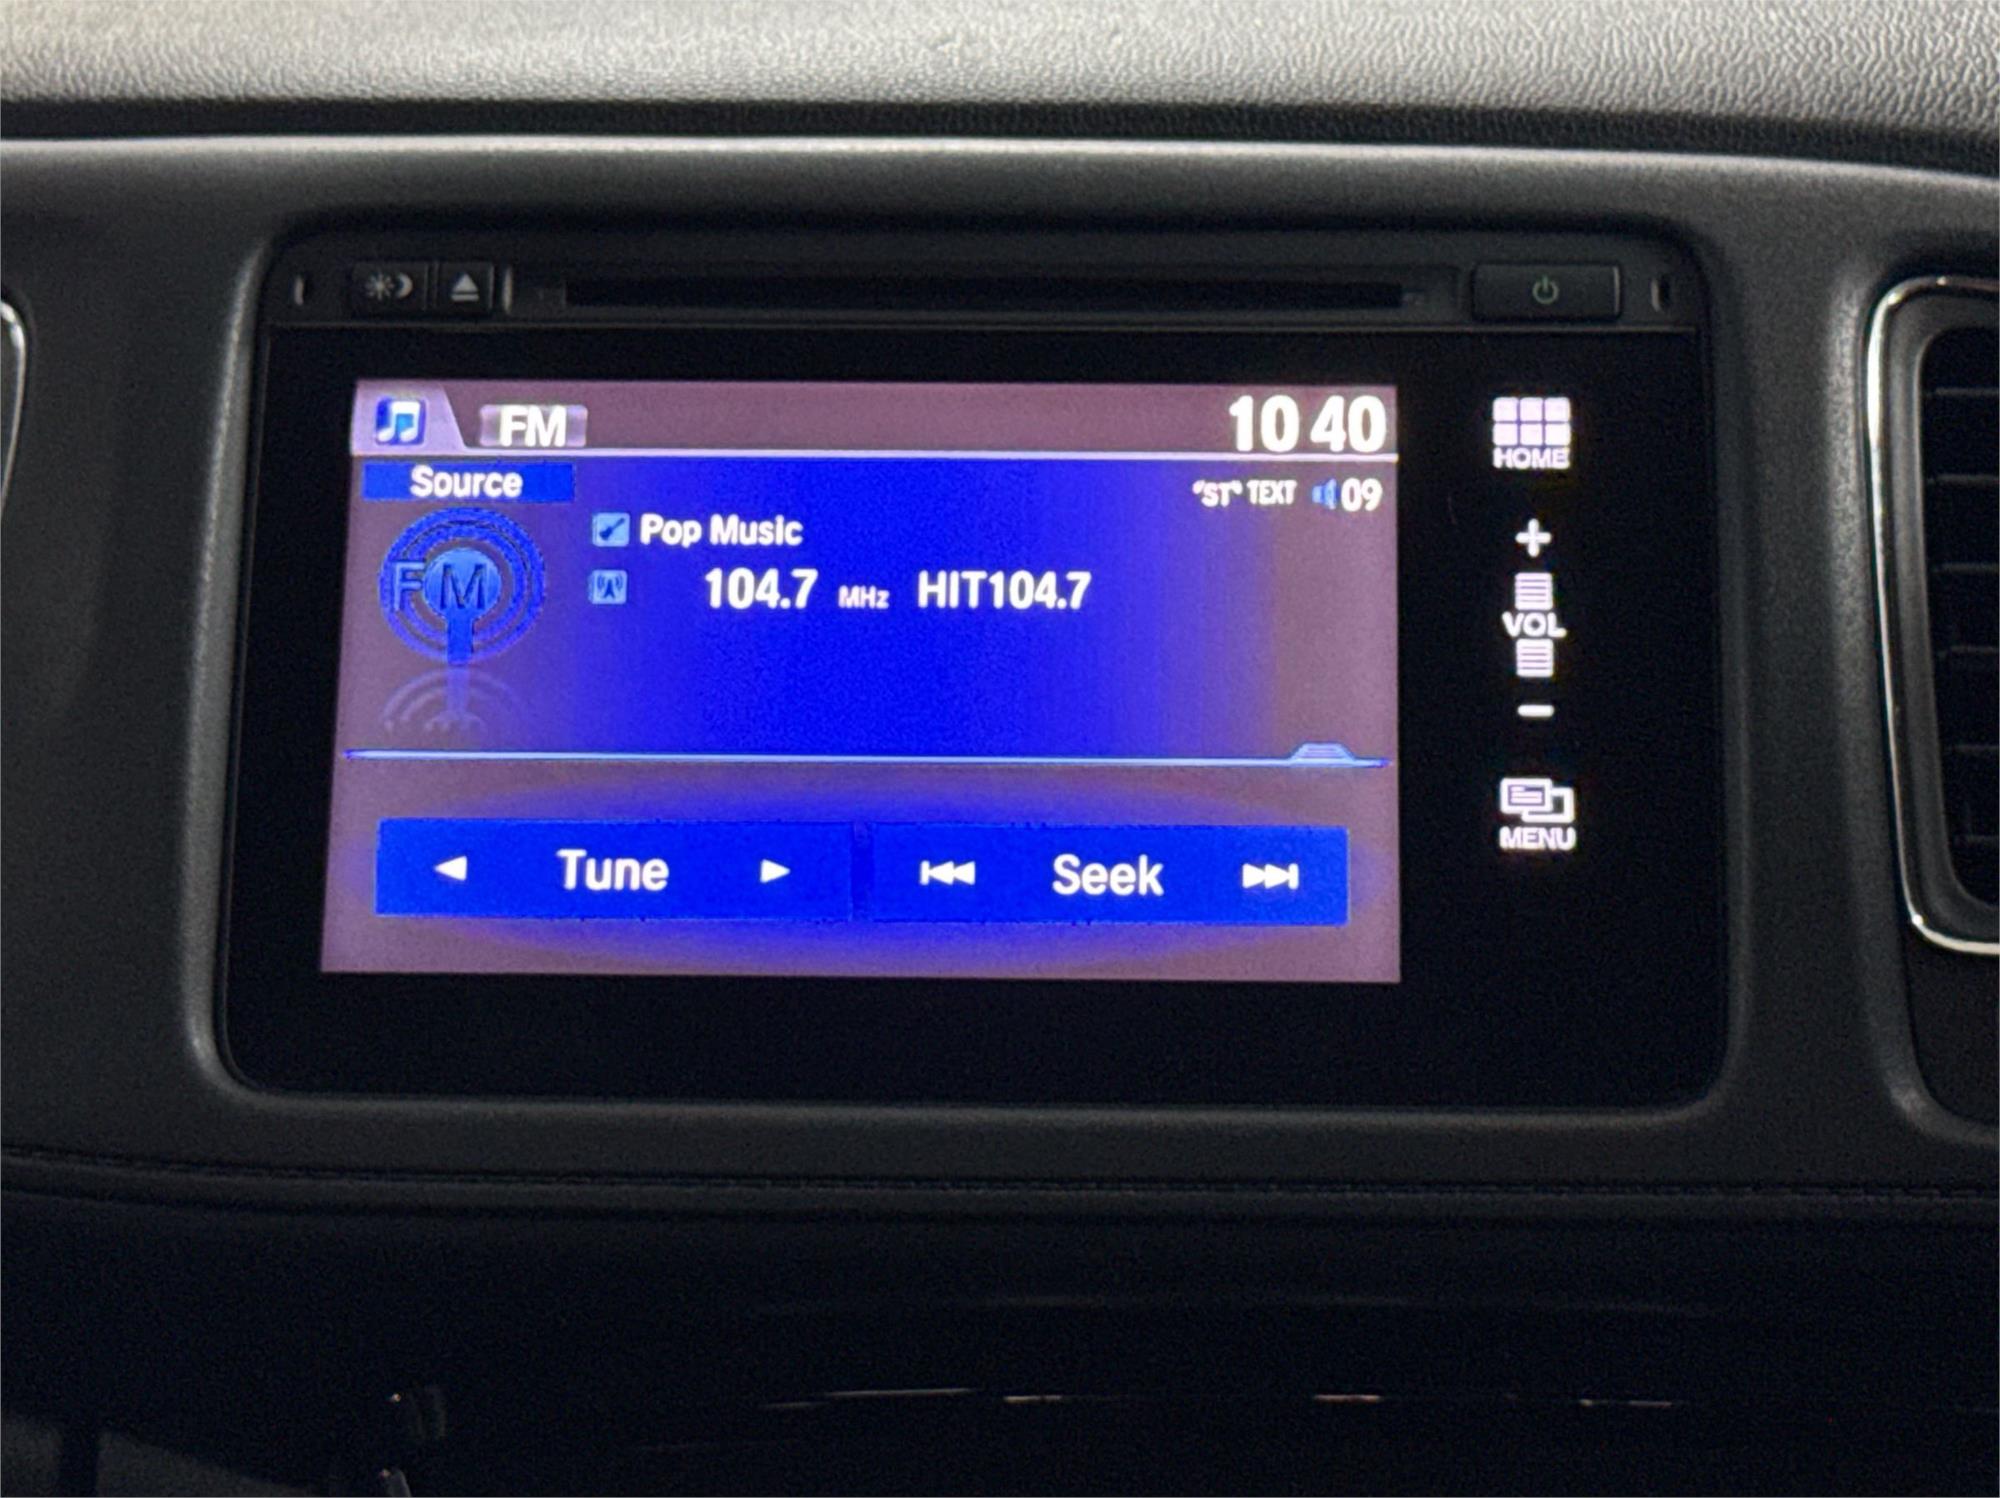 FM 10 40
Source
"ST" TEXT 09
Pop Music
FM
104.7 MHz HIT104.7
Tune Seek
HOME
+
VOL
−
MENU